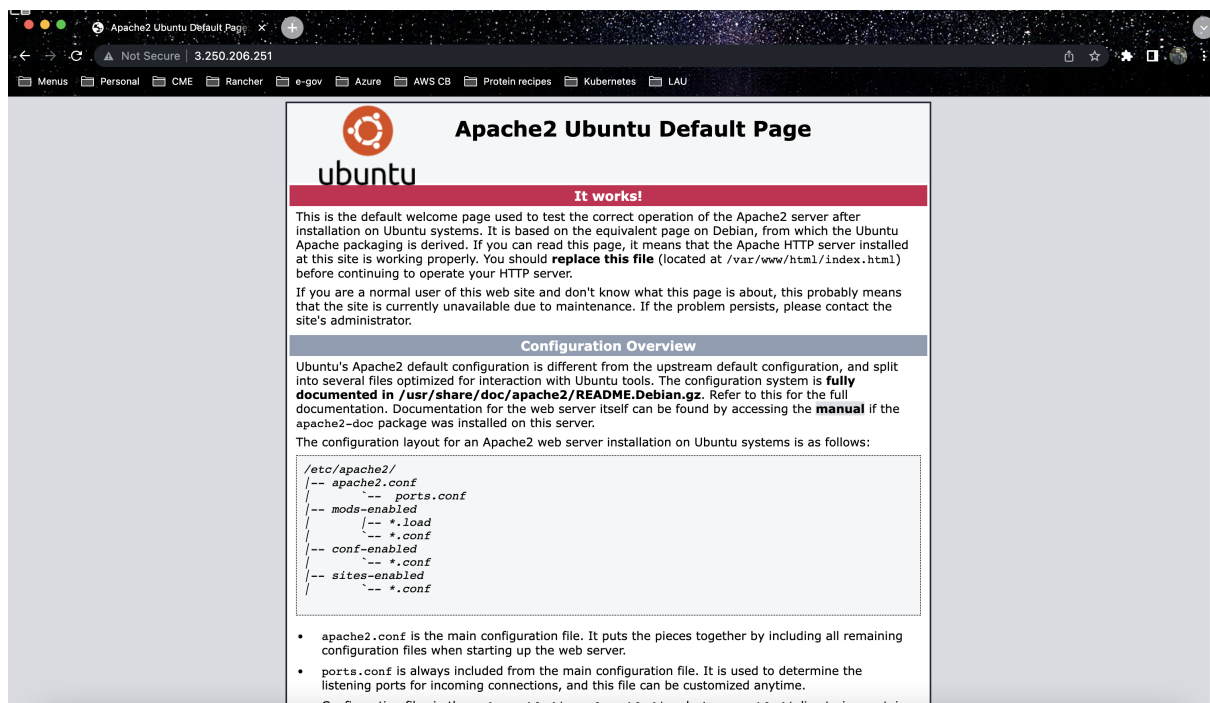 Apache2 Ubuntu Default Page
Not Secure 3.250.206.251
Menus Personal CME Rancher e-gov Azure AWS CB Protein recipes Kubernetes LAU
ubuntu
Apache2 Ubuntu Default Page
It works!
This is the default welcome page used to test the correct operation of the Apache2 server after
installation on Ubuntu systems. It is based on the equivalent page on Debian, from which the Ubuntu
Apache packaging is derived. If you can read this page, it means that the Apache HTTP server installed
at this site is working properly. You should replace this file (located at /var/www/html/index.html)
before continuing to operate your HTTP server.
If you are a normal user of this web site and don't know what this page is about, this probably means
that the site is currently unavailable due to maintenance. If the problem persists, please contact the
site's administrator.
Configuration Overview
Ubuntu's Apache2 default configuration is different from the upstream default configuration, and split
into several files optimized for interaction with Ubuntu tools. The configuration system is fully
documented in /usr/share/doc/apache2/README.Debian.gz. Refer to this for the full
documentation. Documentation for the web server itself can be found by accessing the manual if the
apache2-doc package was installed on this server.
The configuration layout for an Apache2 web server installation on Ubuntu systems is as follows:
/etc/apache2/
|-- apache2.conf
|       `--  ports.conf
|-- mods-enabled
|       |-- *.load
|       `-- *.conf
|-- conf-enabled
|       `-- *.conf
|-- sites-enabled
|       `-- *.conf
• apache2.conf is the main configuration file. It puts the pieces together by including all remaining
configuration files when starting up the web server.
• ports.conf is always included from the main configuration file. It is used to determine the
listening ports for incoming connections, and this file can be customized anytime.